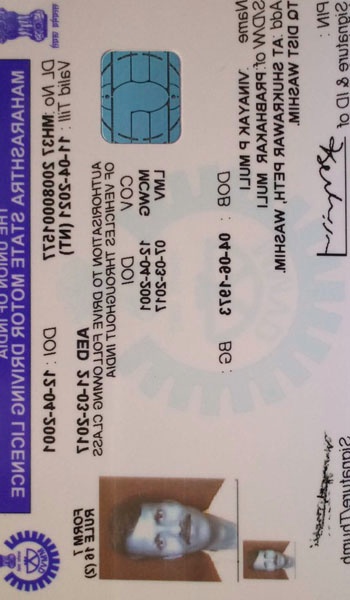 THE UNION OF INDIA
MAHARASHTRA STATE MOTOR DRIVING LICENCE
DL No : MH37 20080001577 DOI : 12-04-2001
Valid Till : 11-04-2021 (NT)
AED 21-03-2017
FORM 7
RULE 16 (2)
AUTHORISATION TO DRIVE FOLLOWING CLASS
OF VEHICLES THROUGHOUT INDIA
COV DOI
MCWG 12-04-2001
LMV 07-03-2017
DOB : 04-06-1973 BG :
Name VINAYAK P MULI
S/D/W of PRABHAKAR MULI
Add : AT. SHUKRAWAR PETH, WASHIM.
TQ DIST WASHIM.
PIN :
Signature & ID of
Signature/Thumb